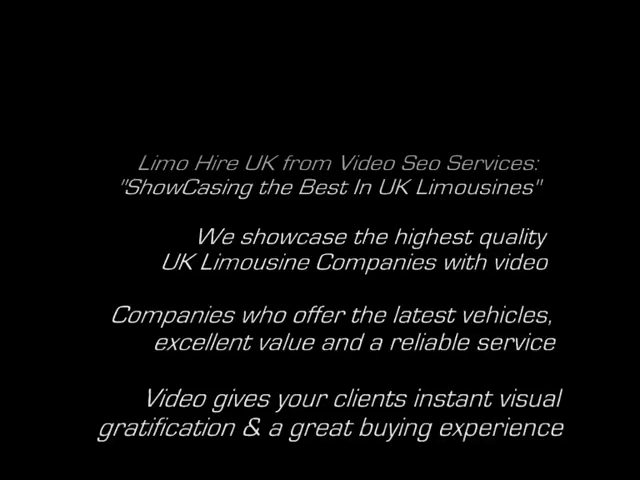 Limo Hire UK from Video Seo Services:
"ShowCasing the Best In UK Limousines"
We showcase the highest quality
UK Limousine Companies with video
Companies who offer the latest vehicles,
excellent value and a reliable service
Video gives your clients instant visual
gratification & a great buying experience